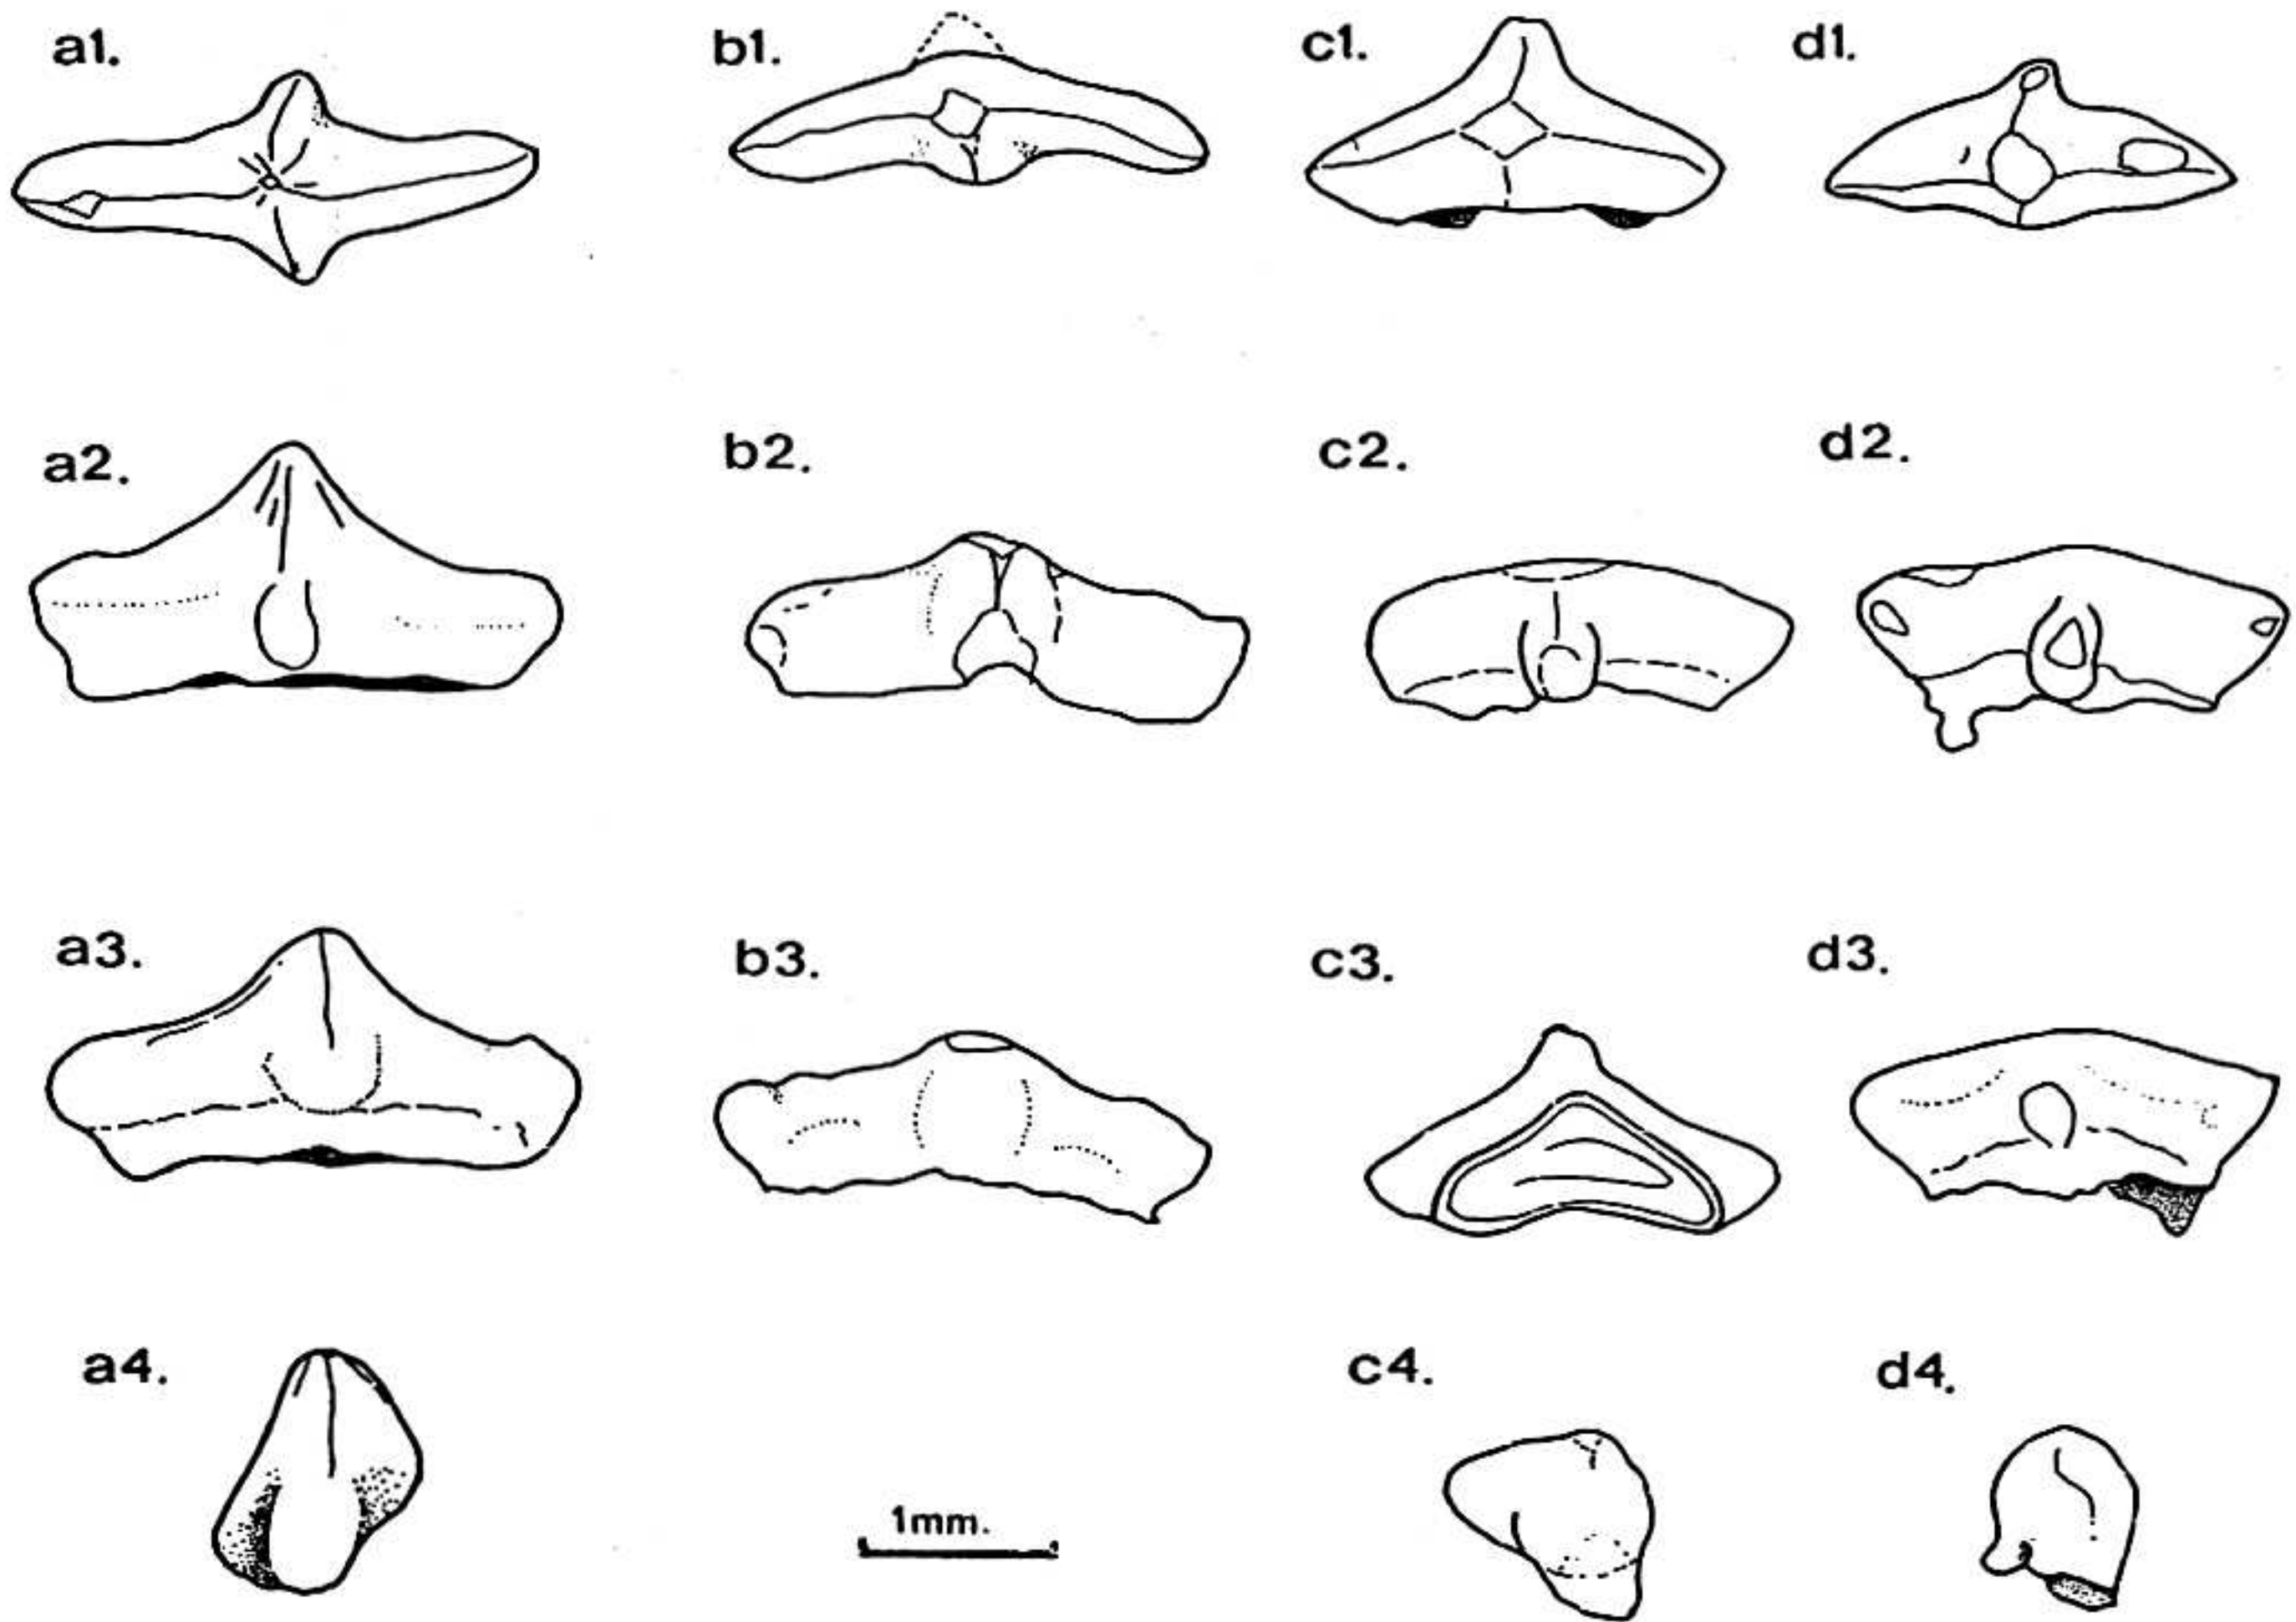 a1. b1. c1. d1.
a2. b2. c2. d2.
a3. b3. c3. d3.
a4. c4. d4.
1mm.